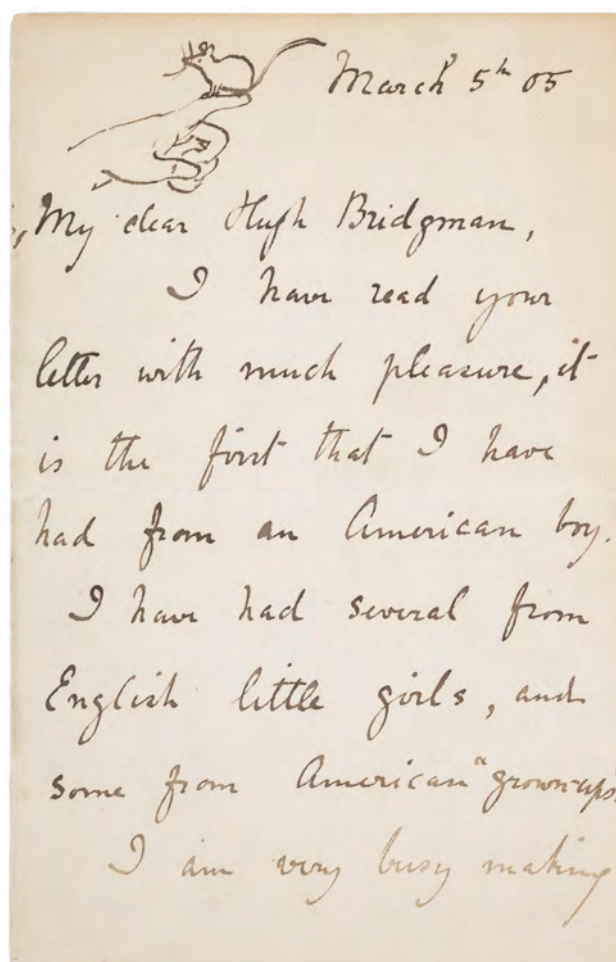 March 5th 05
My dear Hugh Bridgman,
I have read your
letter with much pleasure, it
is the first that I have
had from an American boy.
I have had several from
English little girls, and
some from American "grown-ups"
I am very busy making